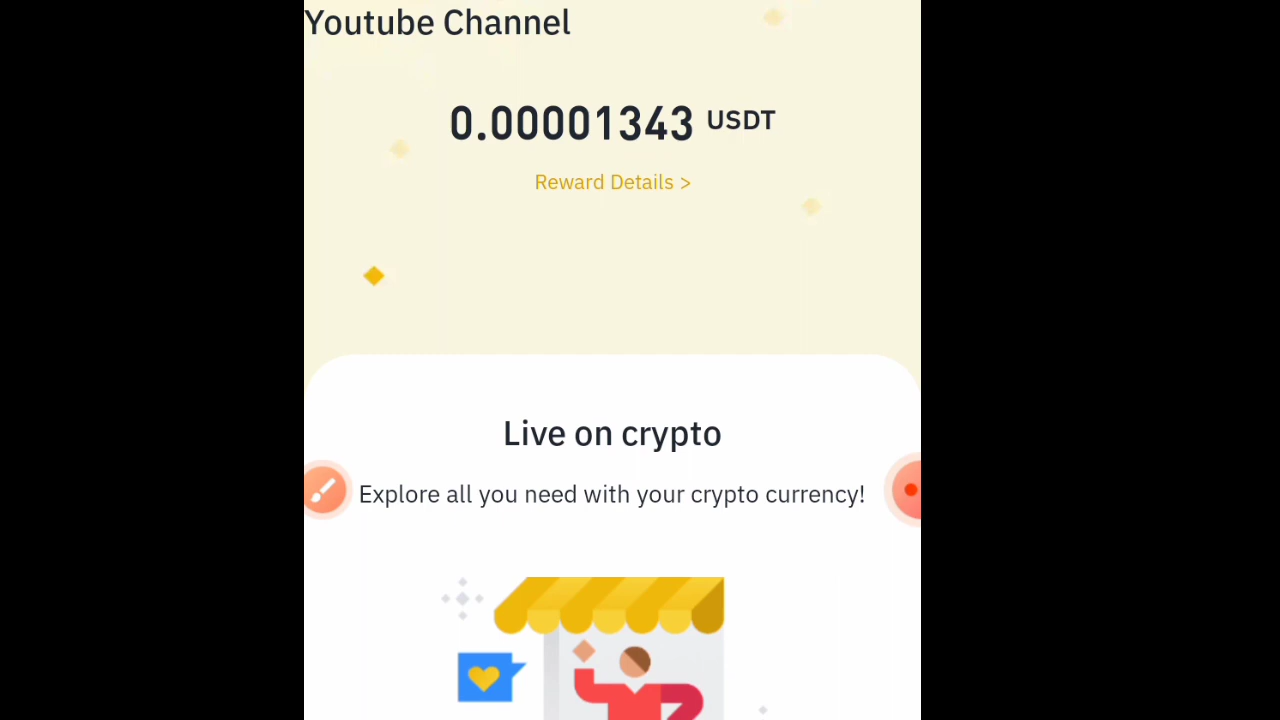 Youtube Channel
0.00001343 USDT
Reward Details >
Live on crypto
Explore all you need with your crypto currency!